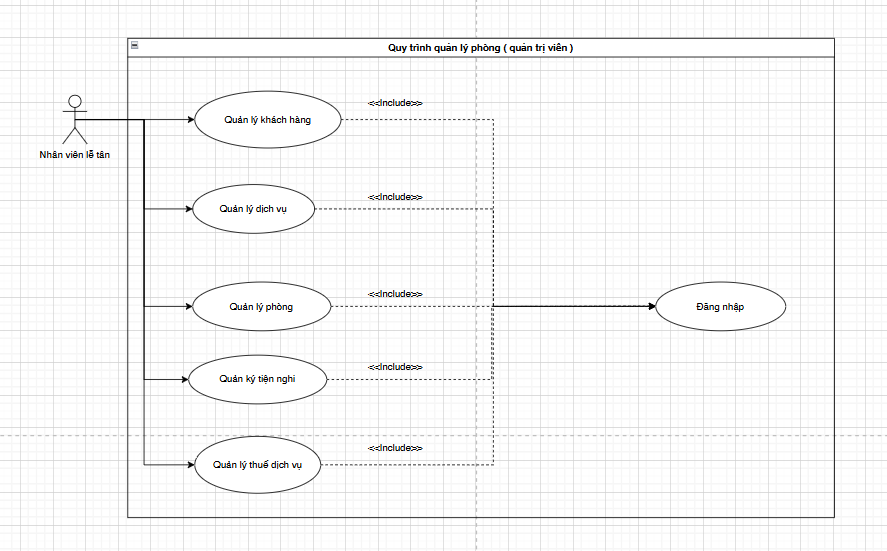 Quy trình quản lý phòng ( quản trị viên )
<<Include>>
Quản lý khách hàng
Nhân viên lễ tân
<<Include>>
Quản lý dịch vụ
<<Include>>
Quản lý phòng
Đăng nhập
<<Include>>
Quản ký tiện nghi
<<Include>>
Quản lý thuế dịch vụ